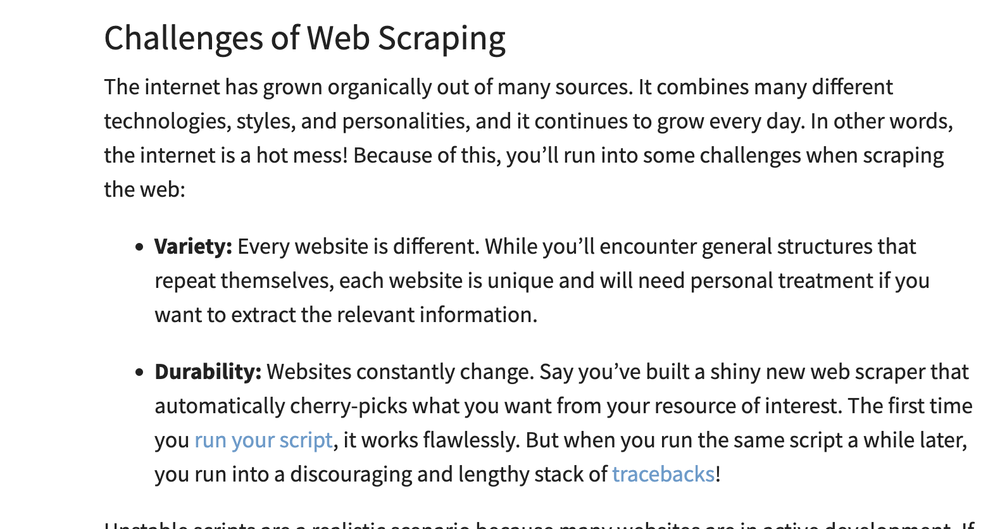 Challenges of Web Scraping
The internet has grown organically out of many sources. It combines many different
technologies, styles, and personalities, and it continues to grow every day. In other words,
the internet is a hot mess! Because of this, you’ll run into some challenges when scraping
the web:
• Variety: Every website is different. While you’ll encounter general structures that
repeat themselves, each website is unique and will need personal treatment if you
want to extract the relevant information.
• Durability: Websites constantly change. Say you’ve built a shiny new web scraper that
automatically cherry-picks what you want from your resource of interest. The first time
you run your script, it works flawlessly. But when you run the same script a while later,
you run into a discouraging and lengthy stack of tracebacks!
Unstable scripts are a realistic scenario because many websites are in active development. If